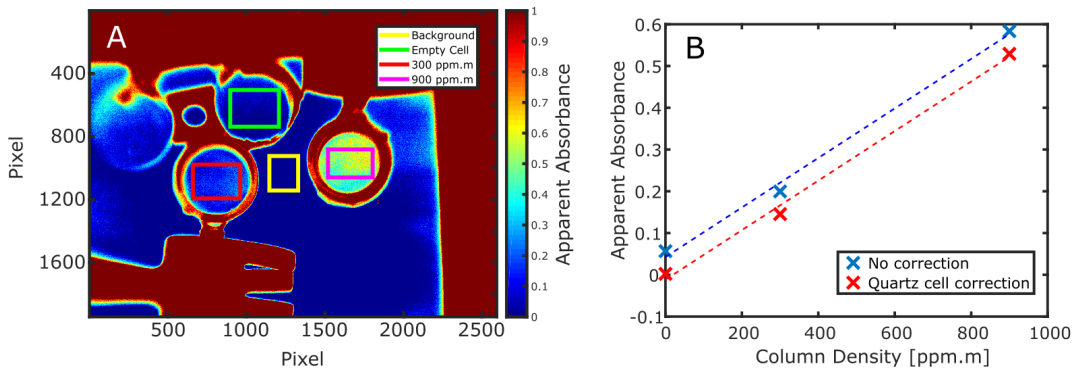 A
Background
Empty Cell
300 ppm.m
900 ppm.m
400
800
1200
1600
Pixel
500
1000
1500
2000
2500
Pixel
1
0.9
0.8
0.7
0.6
0.5
0.4
0.3
0.2
0.1
0
Apparent Absorbance
B
0.6
0.5
0.4
0.3
0.2
0.1
0
-0.1
Apparent Absorbance
No correction
Quartz cell correction
0
200
400
600
800
1000
Column Density [ppm.m]